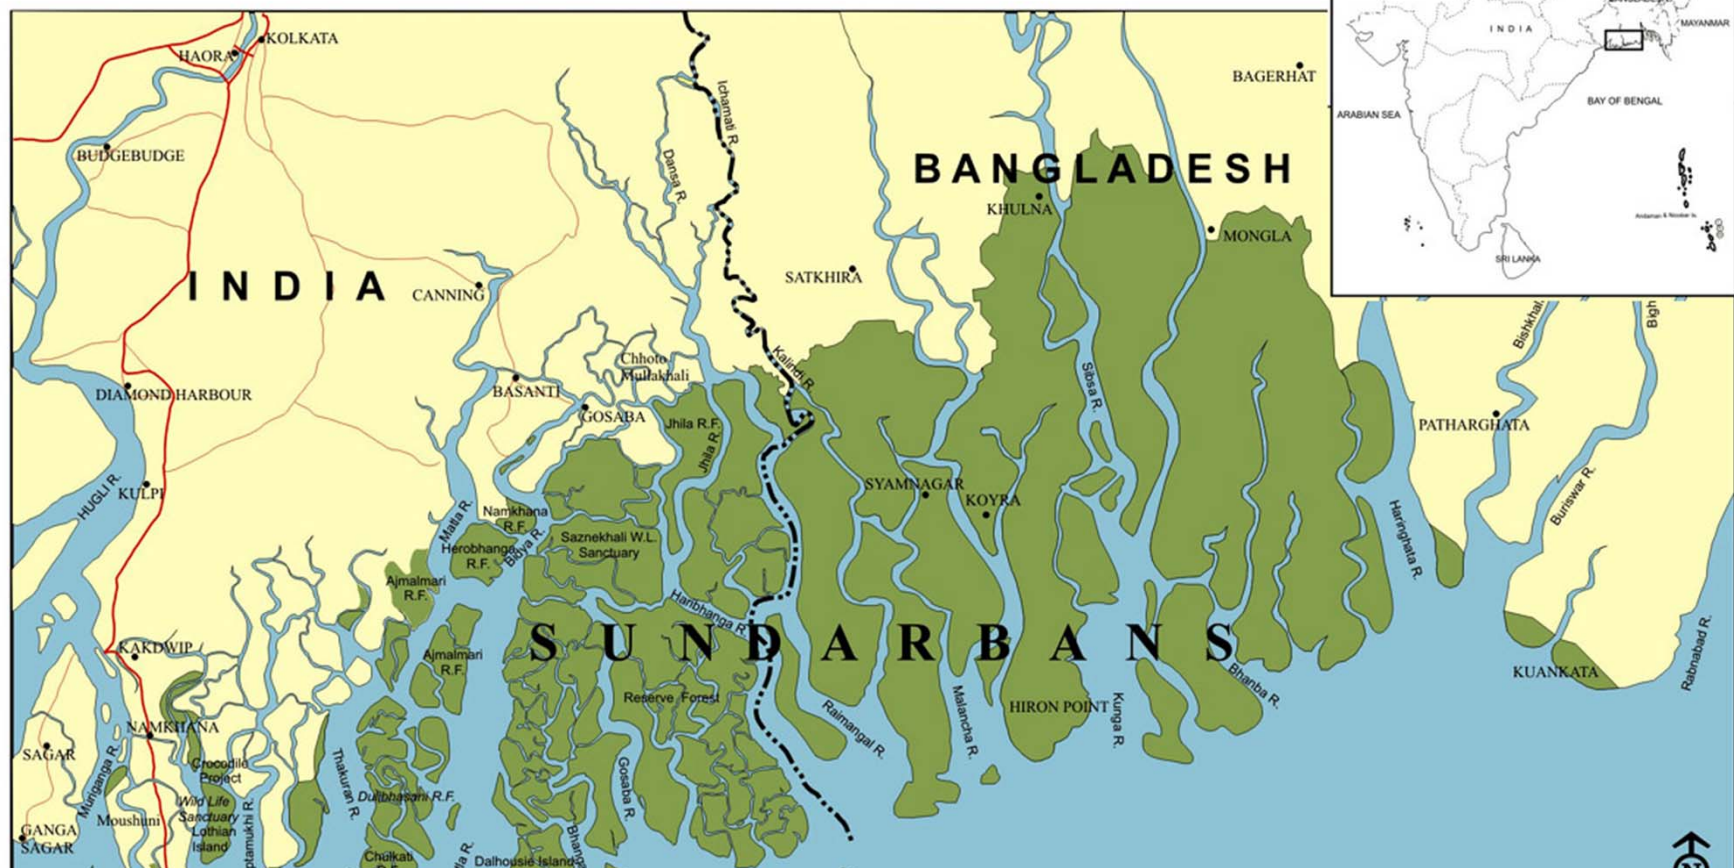 KOLKATA
HAORA
BUDGEBUDGE
INDIA
CANNING
DIAMOND HARBOUR
BASANTI
GOSABA
Chhoto
Mullakhali
HUGLI R.
KULPI
KAKDWIP
NAMKHANA
SAGAR
GANGA
SAGAR
Muriganga R.
Moushuni
Crocodile
Project
Wild Life
Sanctuary
Lothian
Island
Thakuran R.
Dulibhasani R.F.
Chulkati
Dalhousie Island
Ajmalmari
R.F.
Ajmalmari
R.F.
Herobhanga
R.F.
Namkhana
R.F.
Matla R.
Bidya R.
Saznekhali W.L.
Sanctuary
Jhila R.F.
Jhila R.
Haribhanga R.
Reserve Forest
Gosaba R.
Dansa R.
Ichamati R.
Kalindi R.
BANGLADESH
BAGERHAT
KHULNA
MONGLA
SATKHIRA
SYAMNAGAR
KOYRA
Sibsa R.
SUNDARBANS
Raimangal R.
Malancha R.
HIRON POINT
Kunga R.
Bhanba R.
Haringhata R.
PATHARGHATA
Bishkhal.
Buriswar R.
KUANKATA
Rabnabad R.
INDIA
MAYANMAR
BAY OF BENGAL
ARABIAN SEA
Andaman & Nicobar Is.
SRI LANKA
N